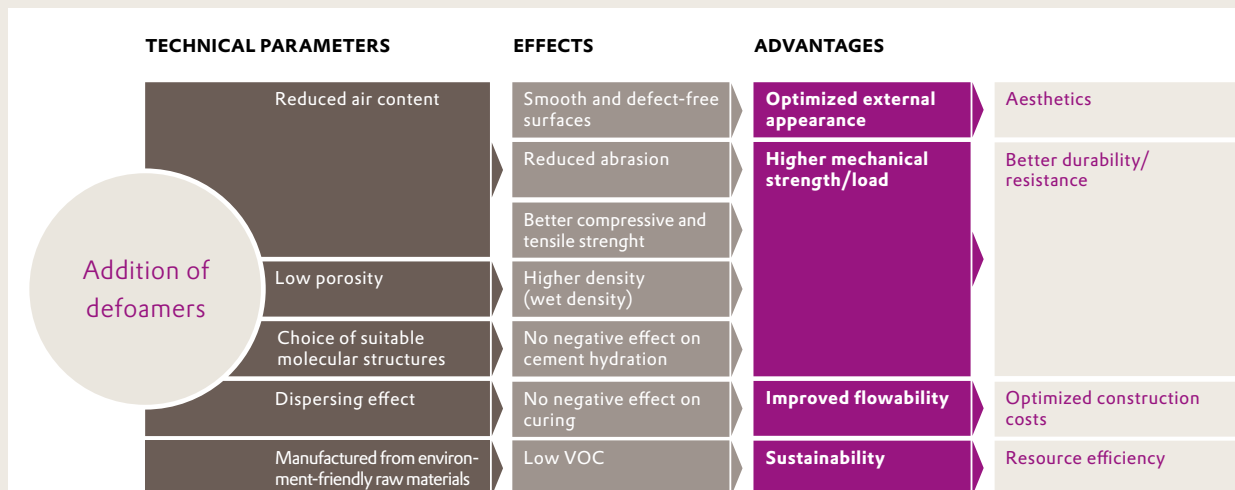 TECHNICAL PARAMETERS
EFFECTS
ADVANTAGES
Addition of
defoamers
Reduced air content
Smooth and defect-free
surfaces
Optimized external
appearance
Aesthetics
Reduced abrasion
Higher mechanical
strength/load
Better durability/
resistance
Better compressive and
tensile strenght
Low porosity
Higher density
(wet density)
Choice of suitable
molecular structures
No negative effect on
cement hydration
Dispersing effect
No negative effect on
curing
Improved flowability
Optimized construction
costs
Manufactured from environ-
ment-friendly raw materials
Low VOC
Sustainability
Resource efficiency